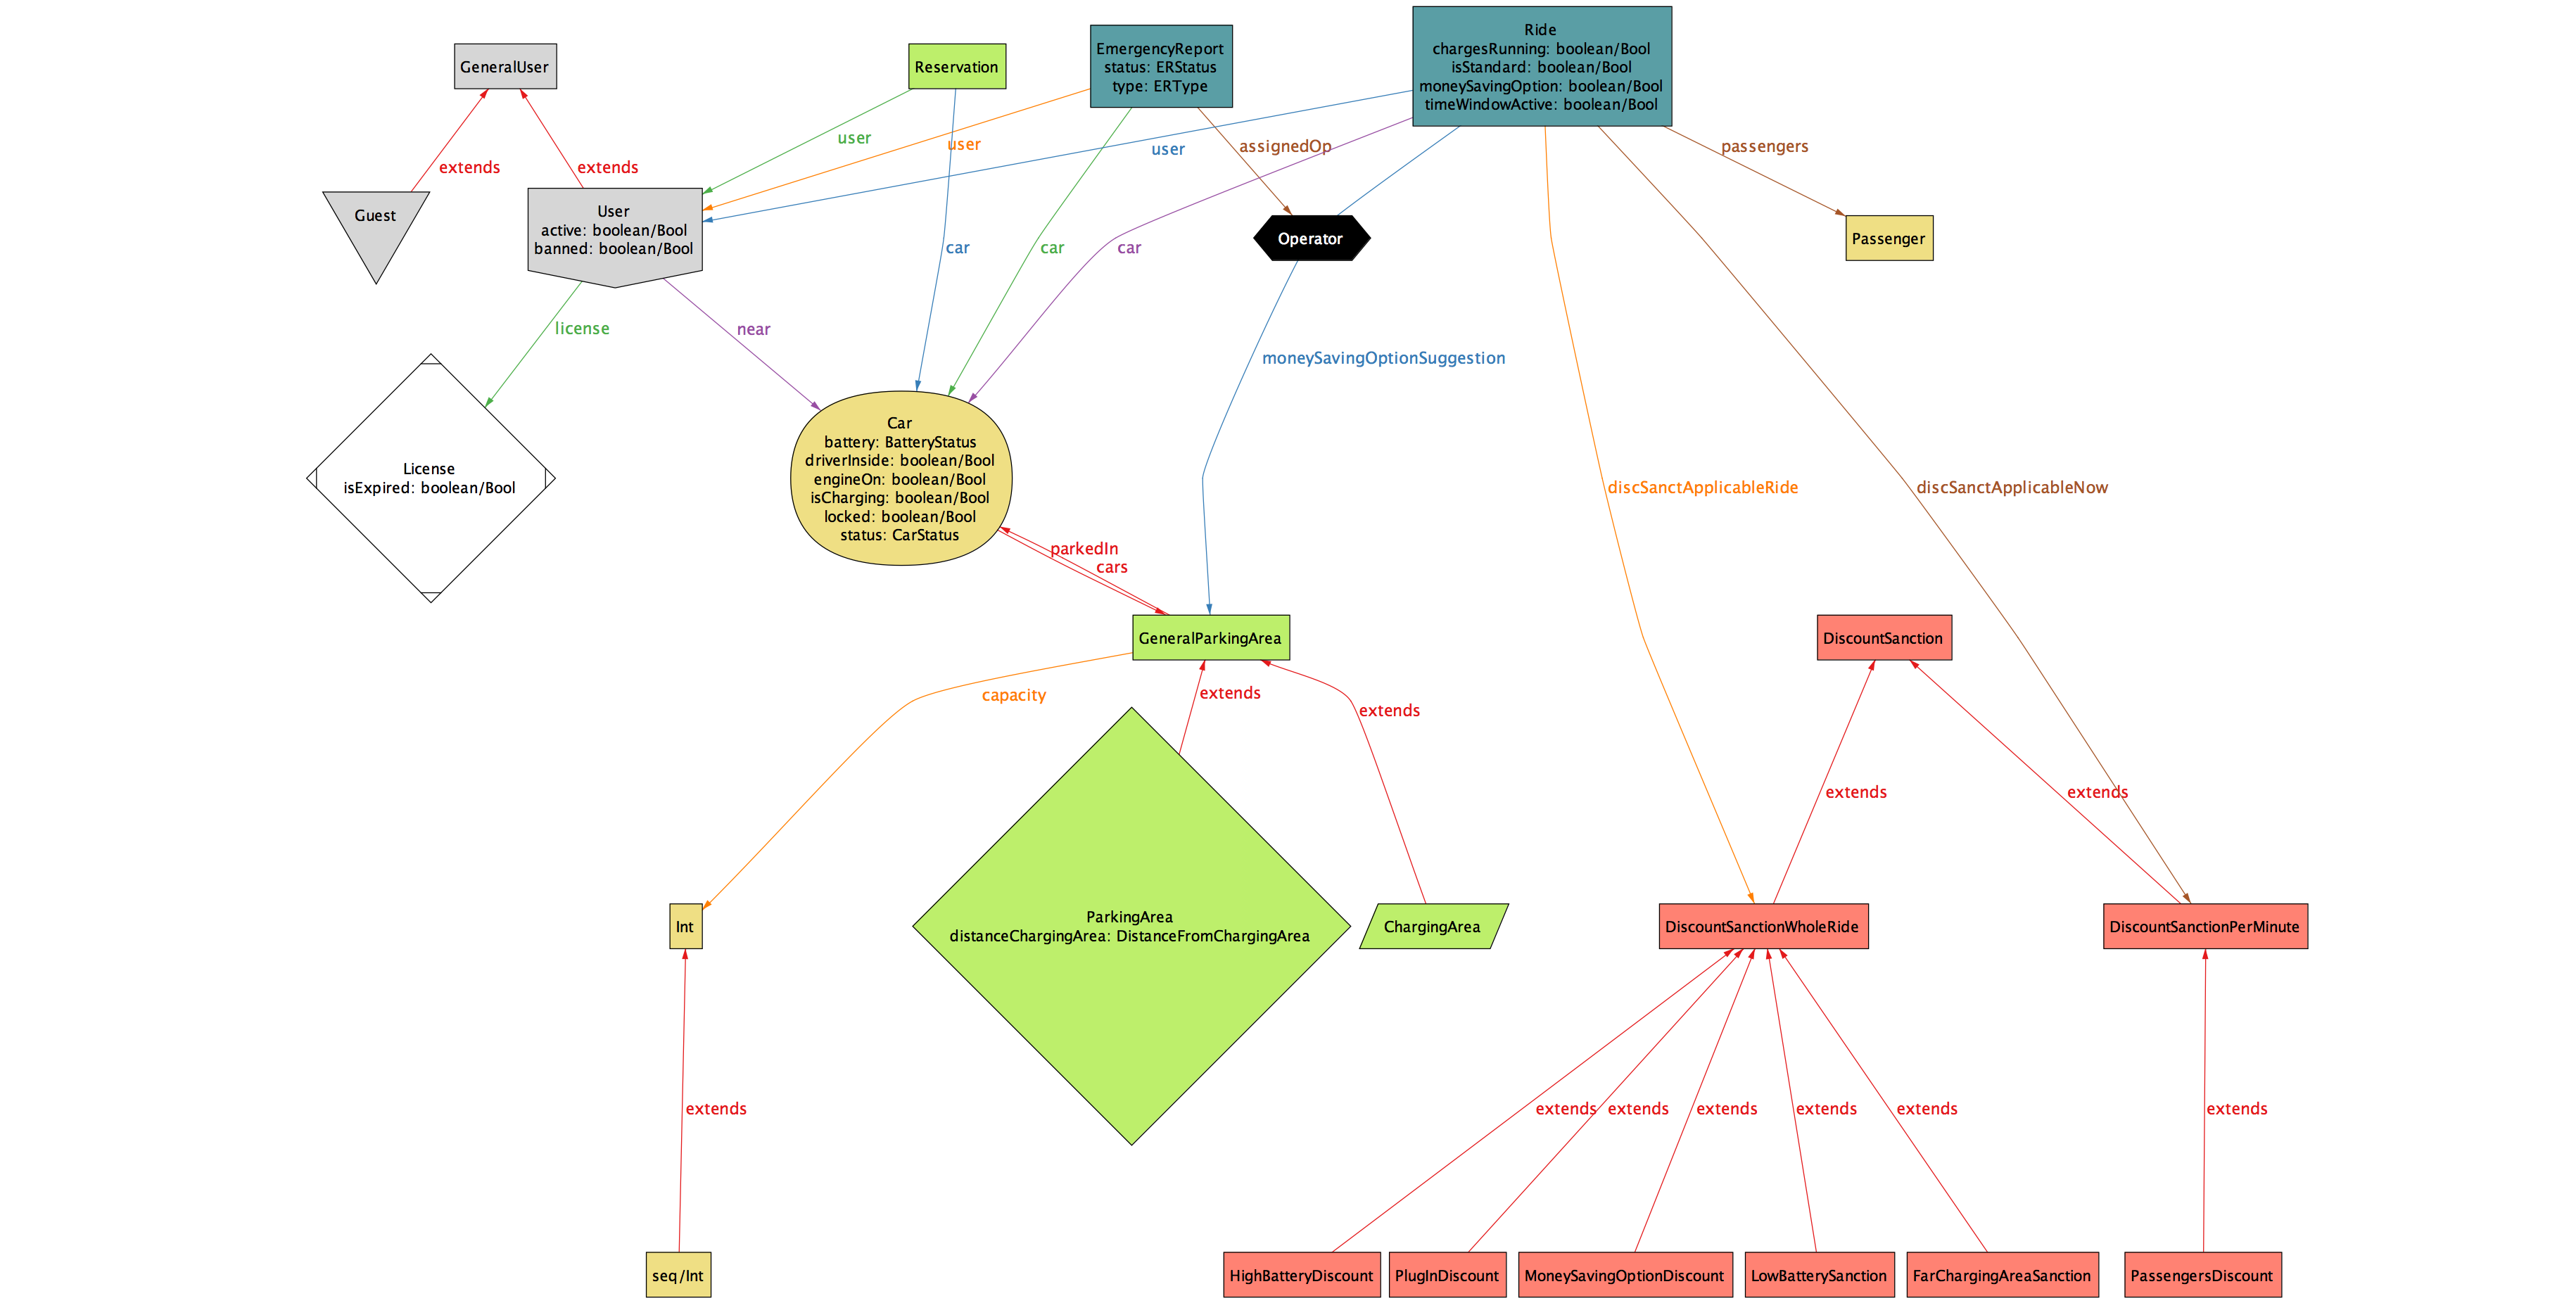 Ride
chargesRunning: boolean/Bool
isStandard: boolean/Bool
moneySavingOption: boolean/Bool
timeWindowActive: boolean/Bool
EmergencyReport
status: ERStatus
type: ERType
GeneralUser
Reservation
user
user
user
assignedOp
passengers
extends
extends
Guest
User
active: boolean/Bool
banned: boolean/Bool
Operator
Passenger
car
car
car
license
near
moneySavingOptionSuggestion
License
isExpired: boolean/Bool
Car
battery: BatteryStatus
driverInside: boolean/Bool
engineOn: boolean/Bool
isCharging: boolean/Bool
locked: boolean/Bool
status: CarStatus
discSanctApplicableRide
discSanctApplicableNow
parkedIn
cars
GeneralParkingArea
DiscountSanction
capacity
extends
extends
extends
extends
Int
ParkingArea
distanceChargingArea: DistanceFromChargingArea
ChargingArea
DiscountSanctionWholeRide
DiscountSanctionPerMinute
extends
extends
extends
extends
extends
extends
extends
seq/Int
HighBatteryDiscount
PlugInDiscount
MoneySavingOptionDiscount
LowBatterySanction
FarChargingAreaSanction
PassengersDiscount